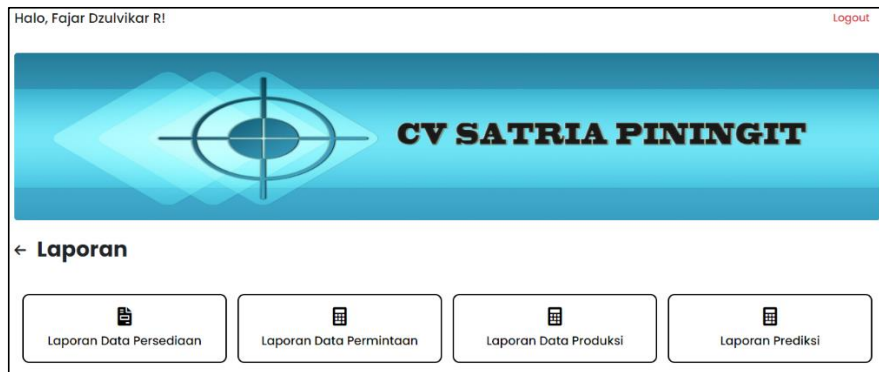 Halo, Fajar Dzulvikar R!
Logout
CV SATRIA PININGIT
← Laporan
Laporan Data Persediaan
Laporan Data Permintaan
Laporan Data Produksi
Laporan Prediksi